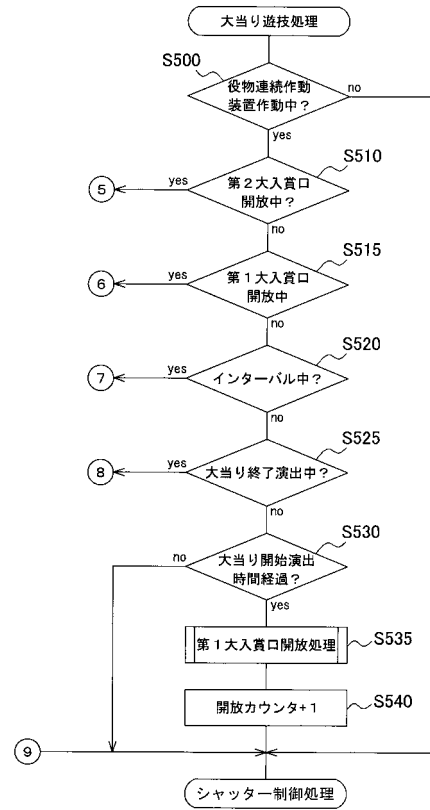 大当り遊技処理
S500
役物連続作動
装置作動中？
no
yes
S510
第２大入賞口
開放中？
yes
⑤
no
S515
第１大入賞口
開放中
yes
⑥
no
S520
インターバル中？
yes
⑦
no
S525
大当り終了演出中？
yes
⑧
no
S530
大当り開始演出
時間経過？
no
yes
第１大入賞口開放処理
S535
開放カウンタ+１
S540
⑨
シャッター制御処理